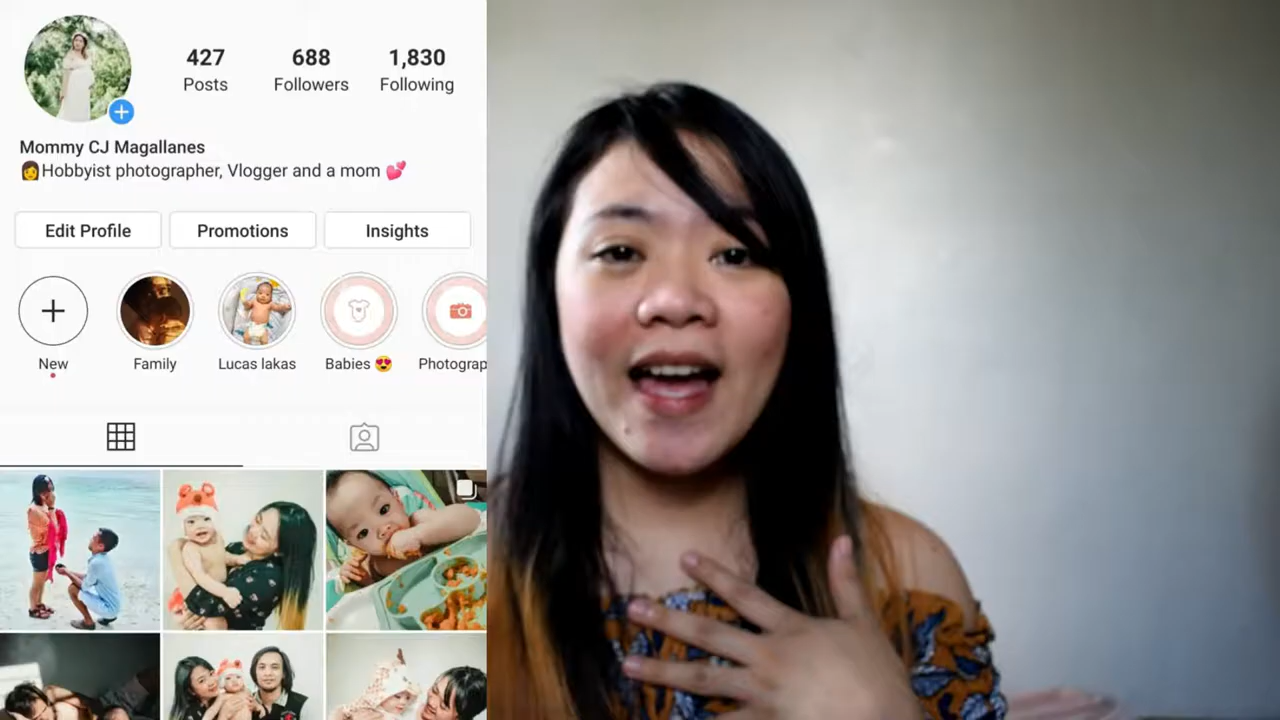 427 688 1,830
Posts Followers Following
Mommy CJ Magallanes
👩Hobbyist photographer, Vlogger and a mom 💕
Edit Profile Promotions Insights
New Family Lucas lakas Babies 😍 Photograp